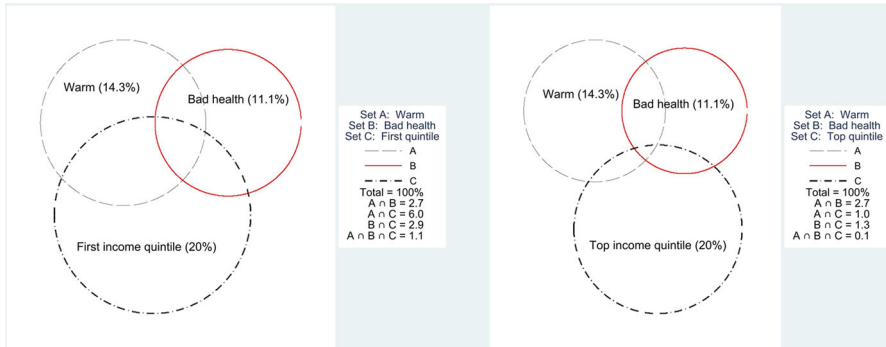 Warm (14.3%)
Bad health (11.1%)
First income quintile (20%)
Set A: Warm
Set B: Bad health
Set C: First quintile
A
B
C
Total = 100%
A ∩ B = 2.7
A ∩ C = 6.0
B ∩ C = 2.9
A ∩ B ∩ C = 1.1
Warm (14.3%)
Bad health (11.1%)
Top income quintile (20%)
Set A: Warm
Set B: Bad health
Set C: Top quintile
A
B
C
Total = 100%
A ∩ B = 2.7
A ∩ C = 1.0
B ∩ C = 1.3
A ∩ B ∩ C = 0.1